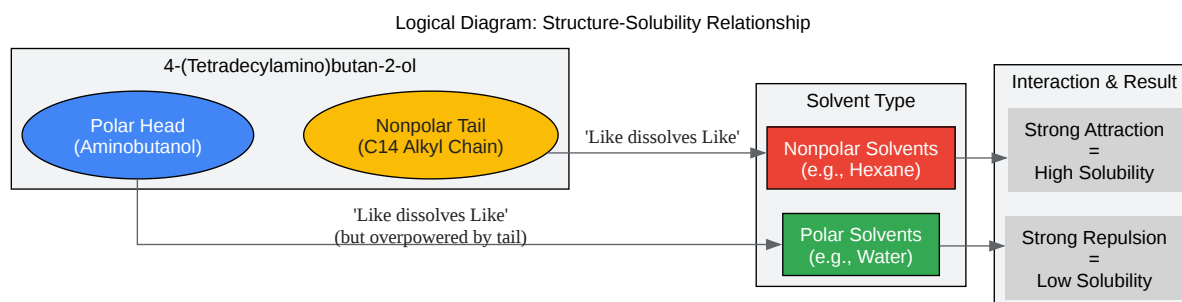 Logical Diagram: Structure-Solubility Relationship
4-(Tetradecylamino)butan-2-ol
Polar Head
(Aminobutanol)
Nonpolar Tail
(C14 Alkyl Chain)
'Like dissolves Like'
'Like dissolves Like'
(but overpowered by tail)
Solvent Type
Nonpolar Solvents
(e.g., Hexane)
Polar Solvents
(e.g., Water)
Interaction & Result
Strong Attraction
=
High Solubility
Strong Repulsion
=
Low Solubility